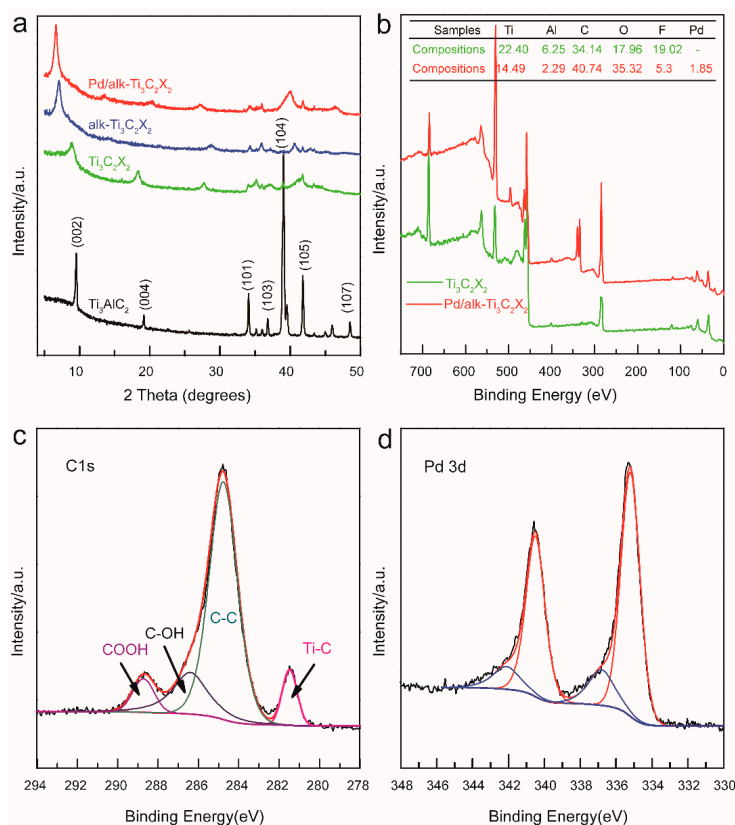 a
Intensity/a.u.
Pd/alk-Ti₃C₂X₂
alk-Ti₃C₂X₂
Ti₃C₂X₂
Ti₃AlC₂
(002)
(004)
(101)
(103)
(104)
(105)
(107)
10 20 30 40 50
2 Theta (degrees)
b
Intensity/a.u.
Samples Ti Al C O F Pd
Compositions 22.40 6.25 34.14 17.96 19.02 -
Compositions 14.49 2.29 40.74 35.32 5.3 1.85
Ti₃C₂X₂
Pd/alk-Ti₃C₂X₂
700 600 500 400 300 200 100 0
Binding Energy (eV)
c
C1s
Intensity/a.u.
COOH
C-OH
C-C
Ti-C
294 292 290 288 286 284 282 280 278
Binding Energy(eV)
d
Pd 3d
Intensity/a.u.
348 346 344 342 340 338 336 334 332 330
Binding Energy(eV)